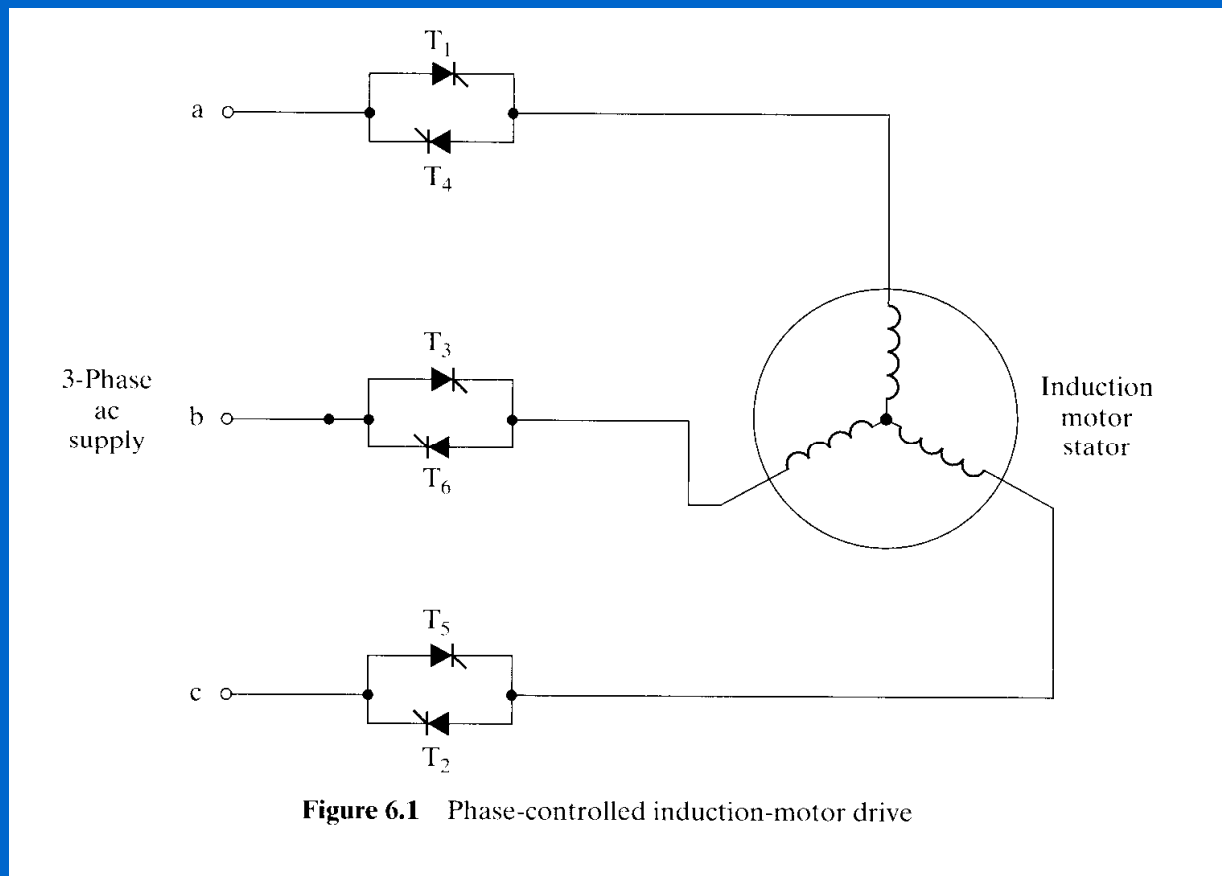 T1
a
T4
T3
3-Phase
ac
supply
b
T6
Induction
motor
stator
T5
c
T2
Figure 6.1 Phase-controlled induction-motor drive